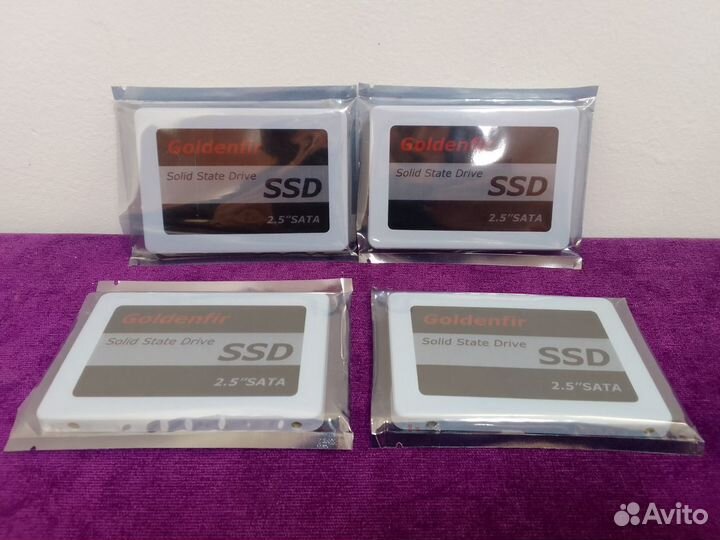 Goldenfir
Solid State Drive
SSD
2.5"SATA
Goldenfir
Solid State Drive
SSD
2.5"SATA
Goldenfir
Solid State Drive
SSD
2.5"SATA
Goldenfir
Solid State Drive
SSD
2.5"SATA
Avito